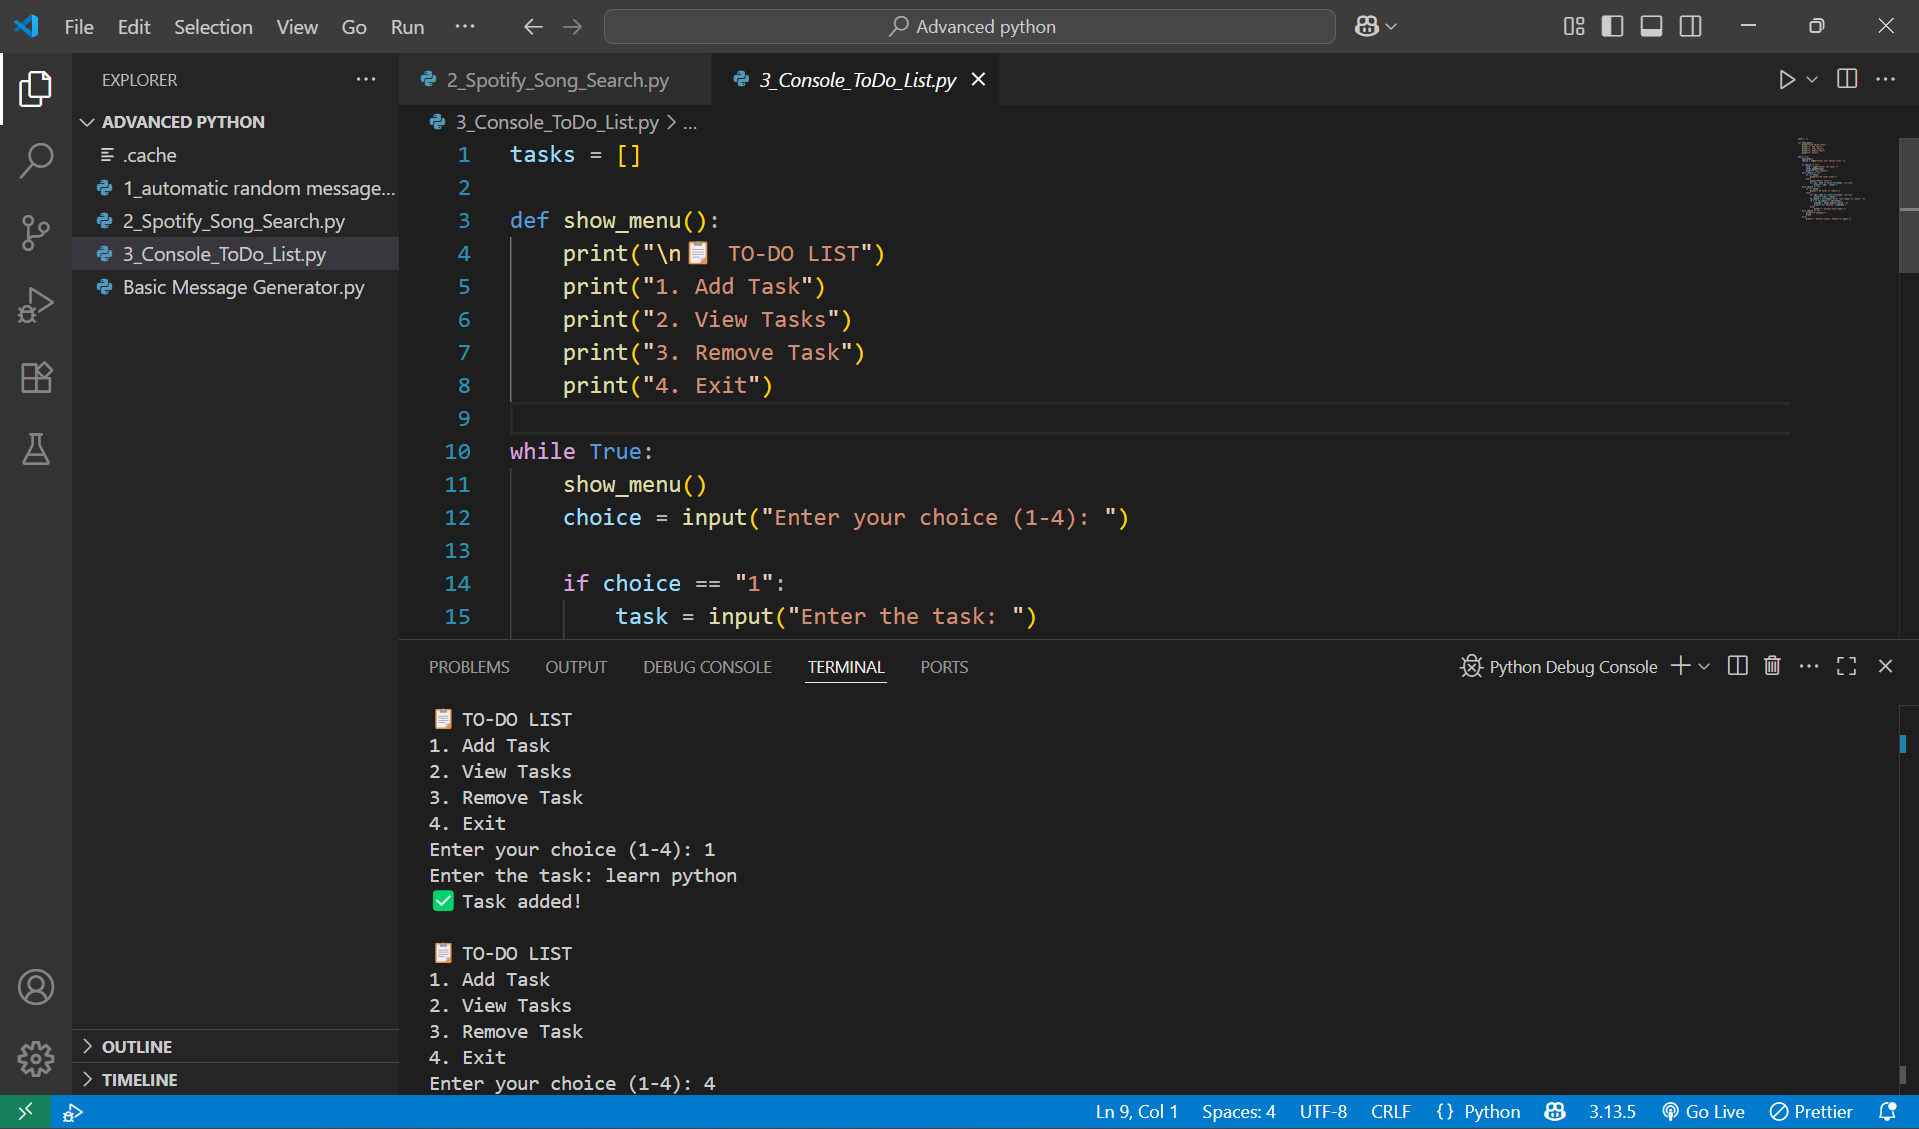 File Edit Selection View Go Run ··· Advanced python
EXPLORER ···
ADVANCED PYTHON
.cache
1_automatic random message...
2_Spotify_Song_Search.py
3_Console_ToDo_List.py
Basic Message Generator.py
OUTLINE
TIMELINE
2_Spotify_Song_Search.py 3_Console_ToDo_List.py
3_Console_ToDo_List.py > ...
1 tasks = []
2
3 def show_menu():
4     print("\n📋 TO-DO LIST")
5     print("1. Add Task")
6     print("2. View Tasks")
7     print("3. Remove Task")
8     print("4. Exit")
9
10 while True:
11     show_menu()
12     choice = input("Enter your choice (1-4): ")
13
14     if choice == "1":
15         task = input("Enter the task: ")
PROBLEMS OUTPUT DEBUG CONSOLE TERMINAL PORTS Python Debug Console
📋 TO-DO LIST
1. Add Task
2. View Tasks
3. Remove Task
4. Exit
Enter your choice (1-4): 1
Enter the task: learn python
✅ Task added!
📋 TO-DO LIST
1. Add Task
2. View Tasks
3. Remove Task
4. Exit
Enter your choice (1-4): 4
Ln 9, Col 1 Spaces: 4 UTF-8 CRLF {} Python 3.13.5 Go Live Prettier